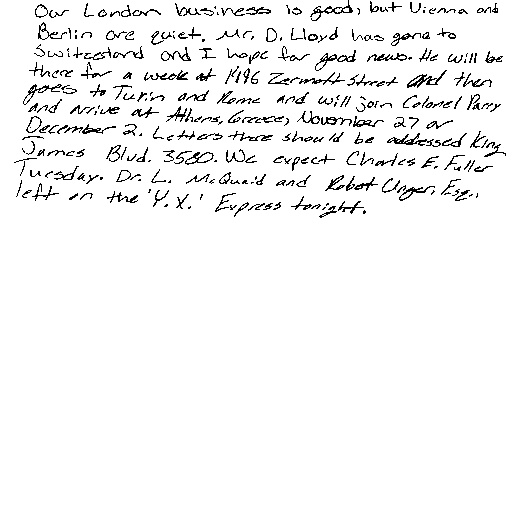 Our London business is good, but Vienna and
Berlin are quiet. Mr. D. Lloyd has gone to
Switzerland and I hope for good news. He will be
there for a week at 1496 Zermott Street and then
goes to Turin and Rome and will join Colonel Parry
and arrive at Athens, Greece, November 27 or
December 2. Letters there should be addressed King
James Blvd. 3580. We expect Charles E. Fuller
Tuesday. Dr. L. McQuaid and Robert Unger, Esq.,
left on the 'Y.X.' Express tonight.